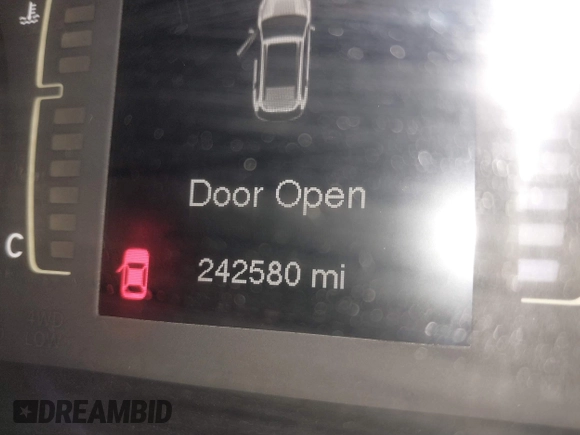 Door Open
C
242580 mi
DREAMBID